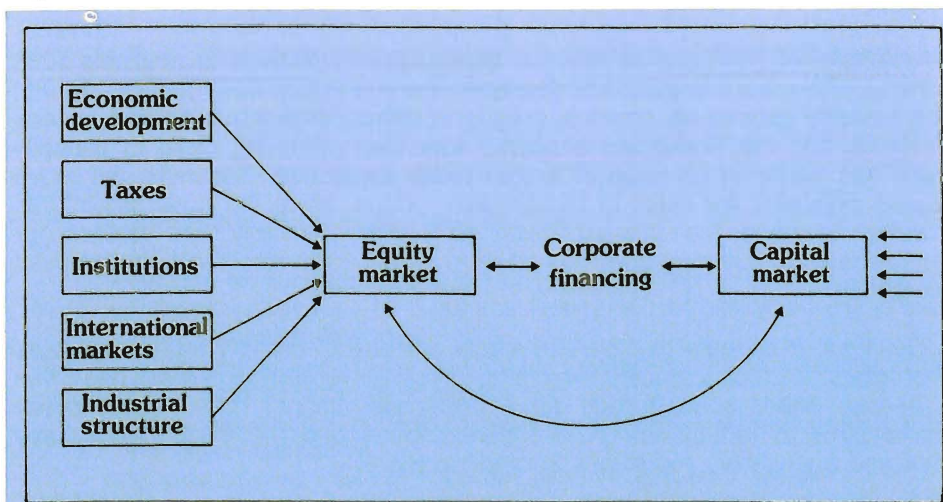 Economic
development
Taxes
Institutions
International
markets
Industrial
structure
Equity
market
Corporate
financing
Capital
market